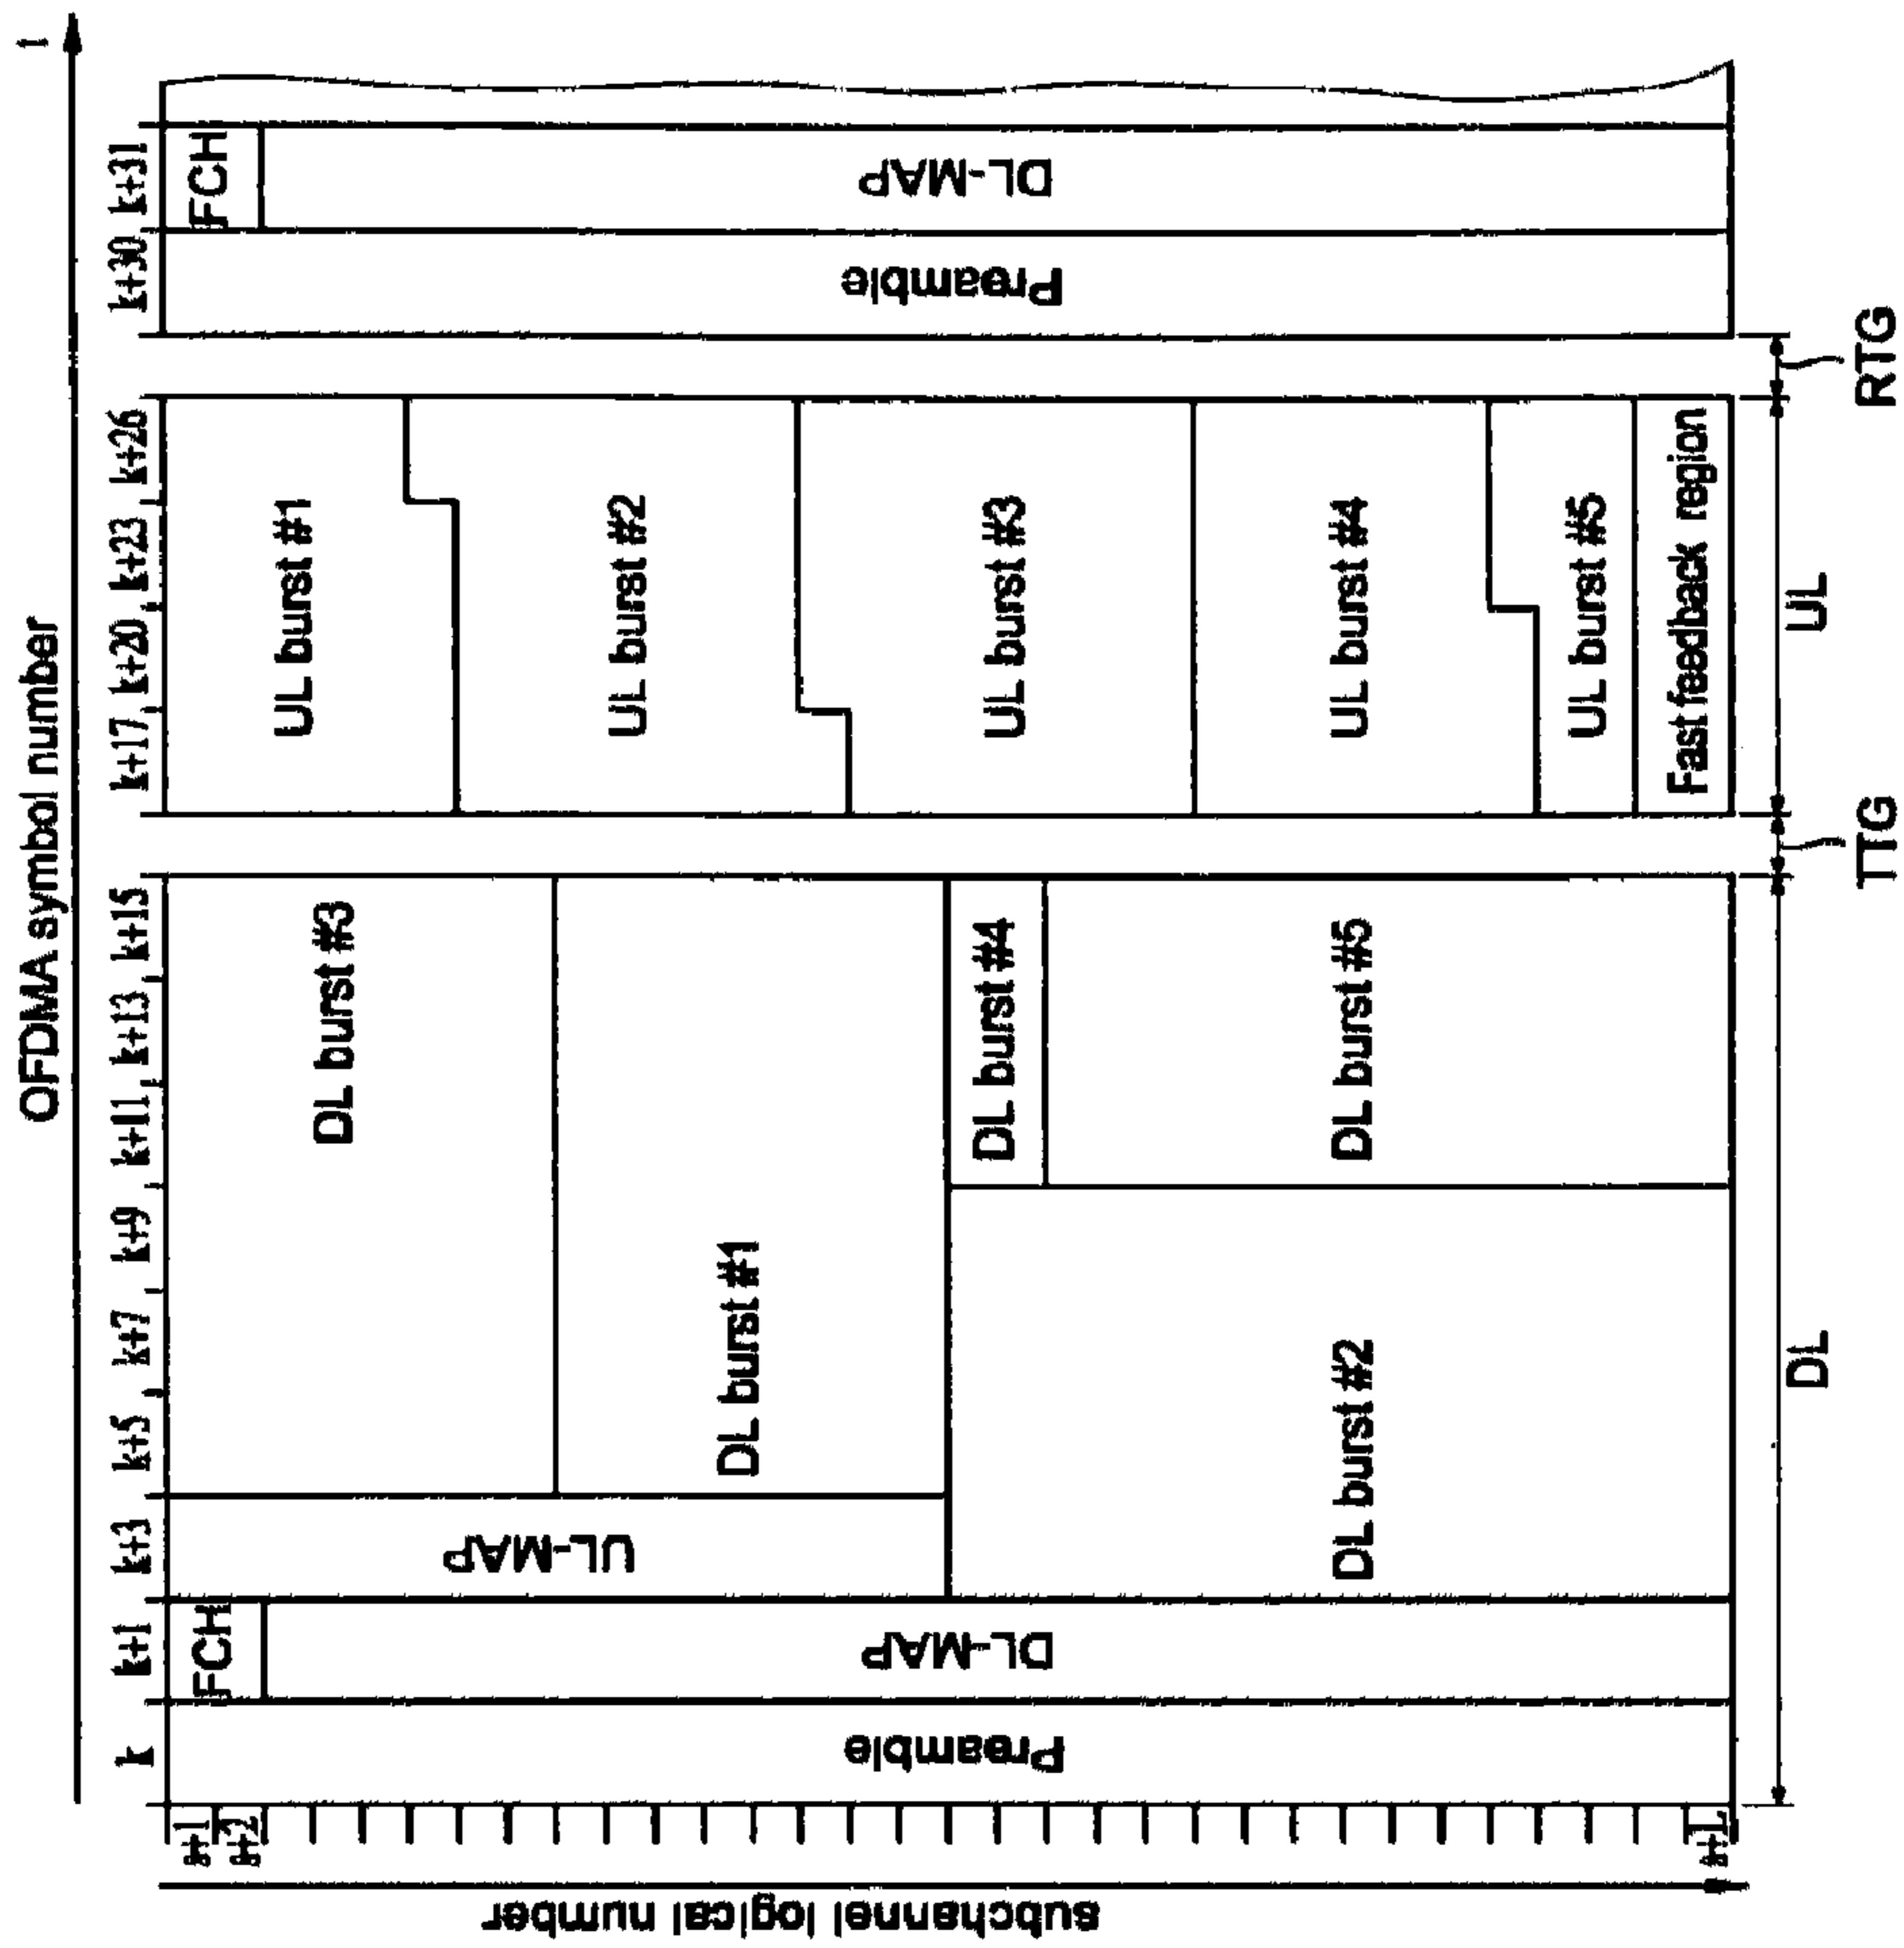 OFDMA symbol number
t
k
k+1
k+3
k+5
k+7
k+9
k+11
k+13
k+15
k+17
k+20
k+23
k+26
k+30
k+31
subchannel logical number
s+1
s+2
s+L
Preamble
FCH
DL-MAP
UL-MAP
DL burst #3
DL burst #1
DL burst #2
DL burst #4
DL burst #5
UL burst #1
UL burst #2
UL burst #3
UL burst #4
UL burst #5
Fast feedback region
Preamble
FCH
DL-MAP
DL
TTG
UL
RTG